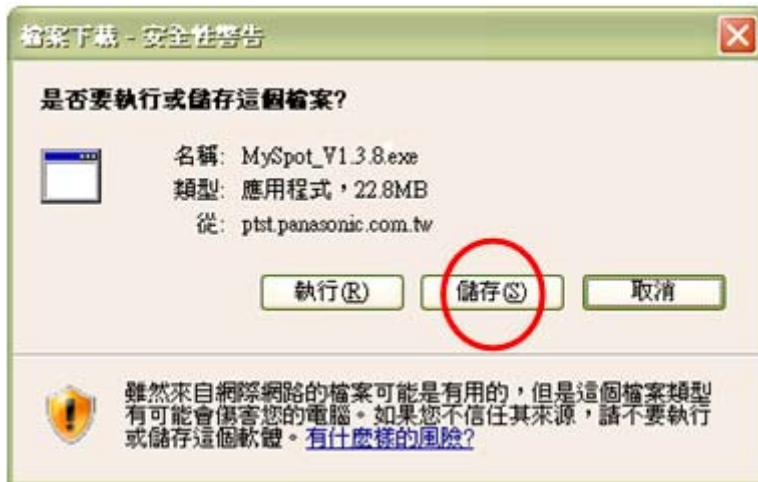 檔案下載 - 安全性警告
是否要執行或儲存這個檔案?
名稱: MySpot_V1.3.8.exe
類型: 應用程式，22.8MB
從: ptst.panasonic.com.tw
執行(R) 儲存(S) 取消
雖然來自網際網路的檔案可能是有用的，但是這個檔案類型
有可能會傷害您的電腦。如果您不信任其來源，請不要執行
或儲存這個軟體。有什麼樣的風險?